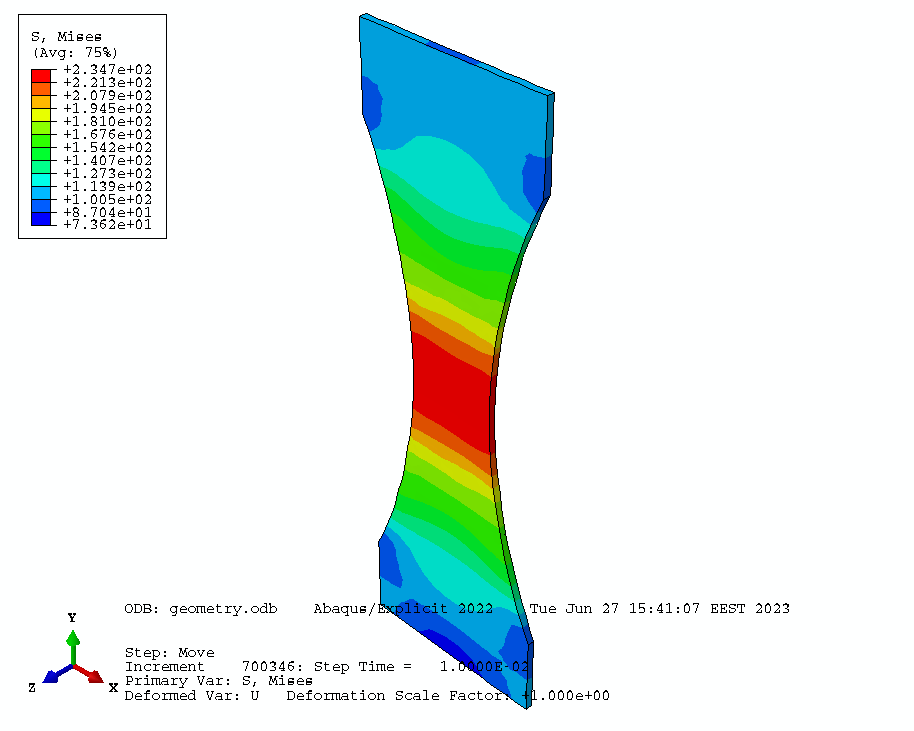 S, Mises
(Avg: 75%)
+2.347e+02
+2.213e+02
+2.079e+02
+1.945e+02
+1.810e+02
+1.676e+02
+1.542e+02
+1.407e+02
+1.273e+02
+1.139e+02
+1.005e+02
+8.704e+01
+7.362e+01
ODB: geometry.odb Abaqus/Explicit 2022 Tue Jun 27 15:41:07 EEST 2023
Y
Z
X
Step: Move
Increment 700346: Step Time = 1.0000E-02
Primary Var: S, Mises
Deformed Var: U Deformation Scale Factor: +1.000e+00